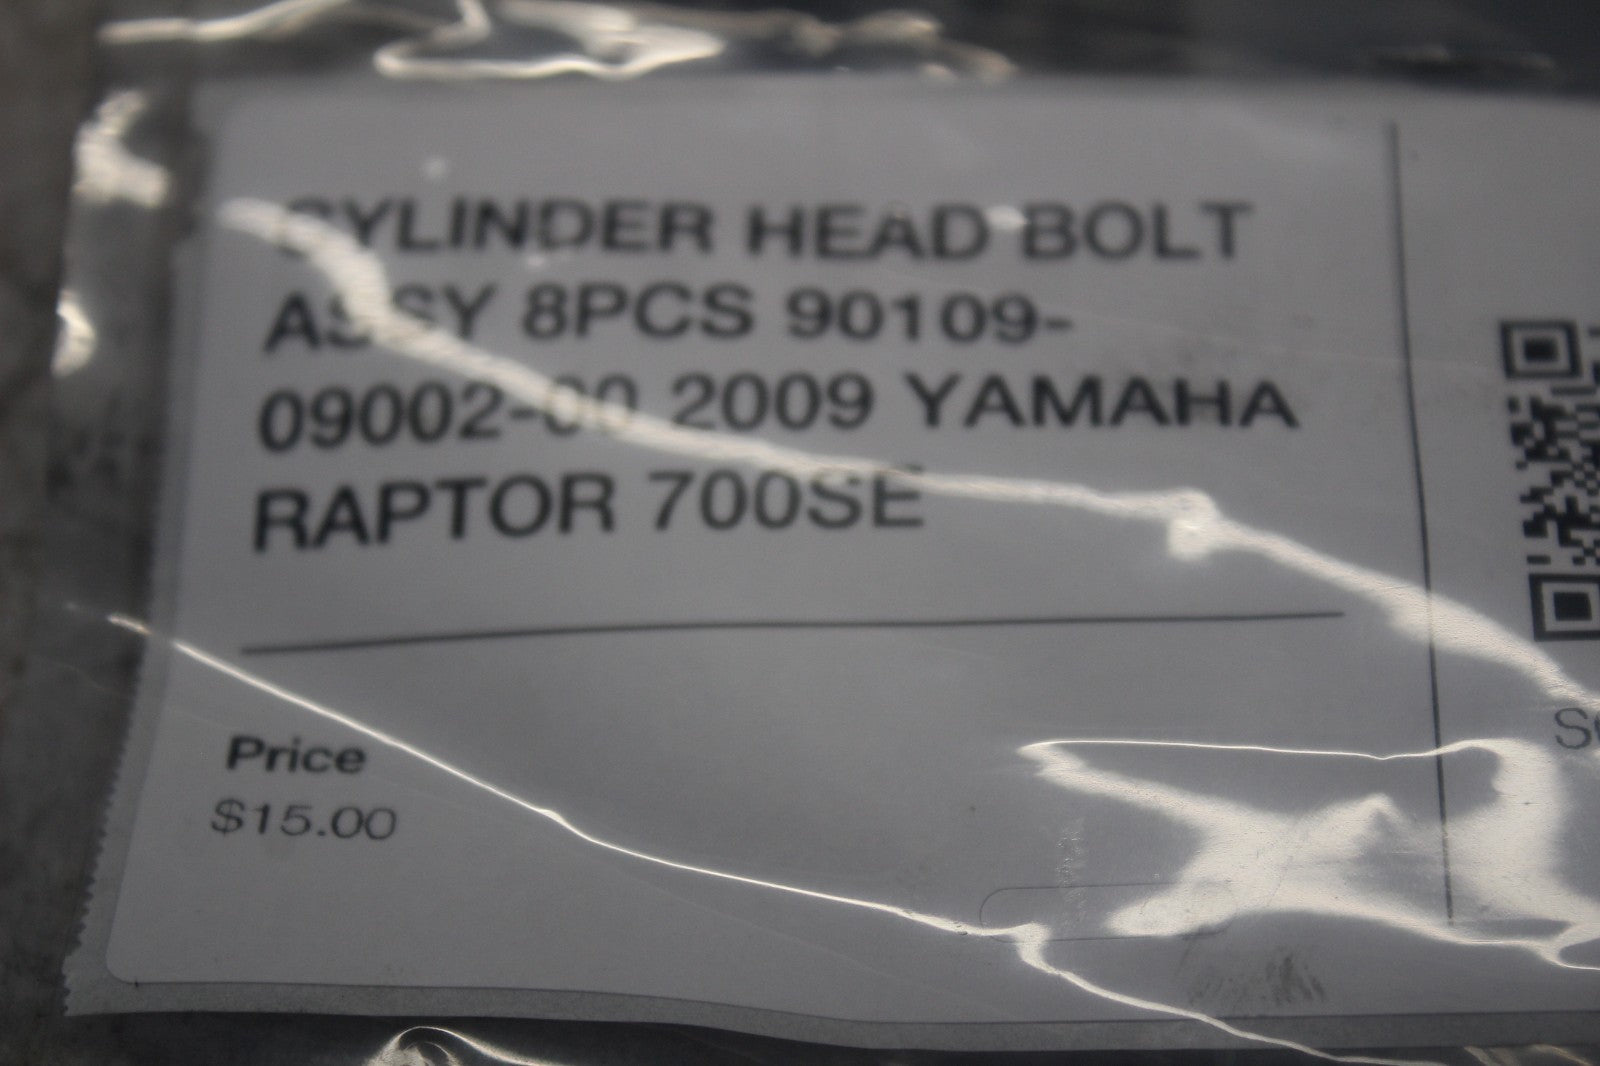 CYLINDER HEAD BOLT
ASSY 8PCS 90109-
09002-00 2009 YAMAHA
RAPTOR 700SE
Price
$15.00